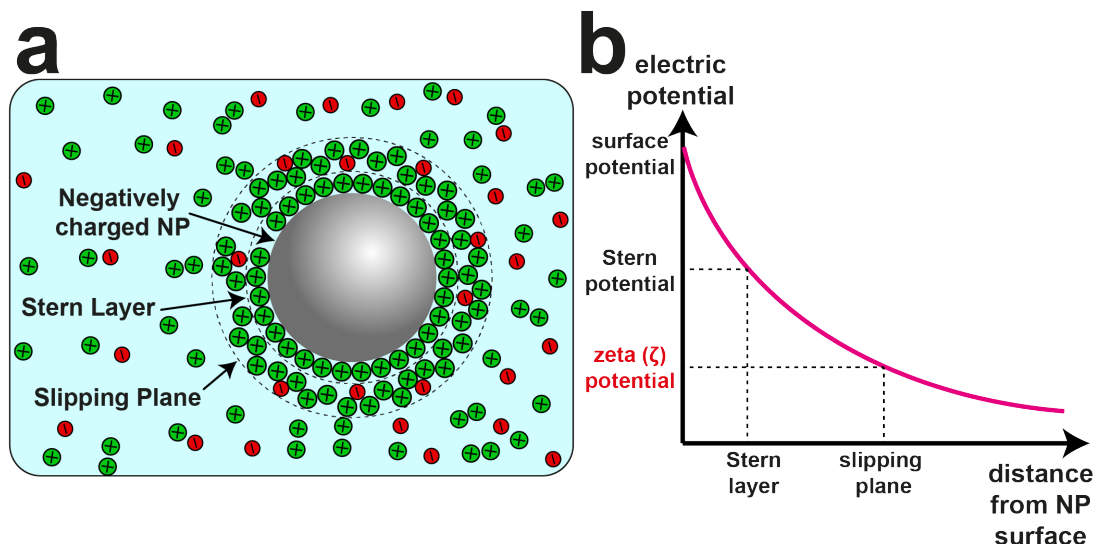 a
Negatively
charged NP
Stern Layer
Slipping Plane
b
electric
potential
surface
potential
Stern
potential
zeta (ζ)
potential
Stern
layer
slipping
plane
distance
from NP
surface